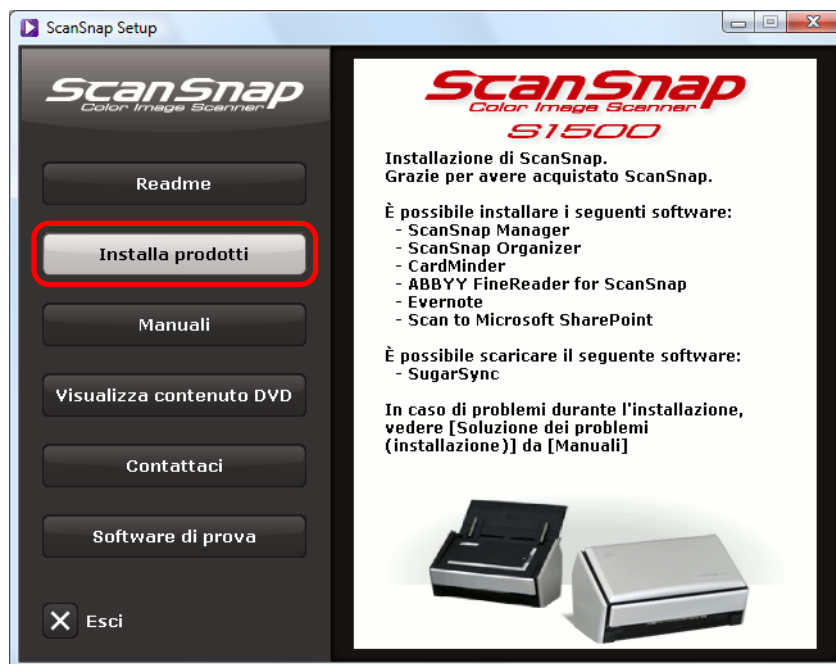 ScanSnap Setup
ScanSnap
Color Image Scanner
Readme
Installa prodotti
Manuali
Visualizza contenuto DVD
Contattaci
Software di prova
Esci
ScanSnap
Color Image Scanner
S1500
Installazione di ScanSnap.
Grazie per avere acquistato ScanSnap.
È possibile installare i seguenti software:
- ScanSnap Manager
- ScanSnap Organizer
- CardMinder
- ABBYY FineReader for ScanSnap
- Evernote
- Scan to Microsoft SharePoint
È possibile scaricare il seguente software:
- SugarSync
In caso di problemi durante l'installazione,
vedere [Soluzione dei problemi
(installazione)] da [Manuali]